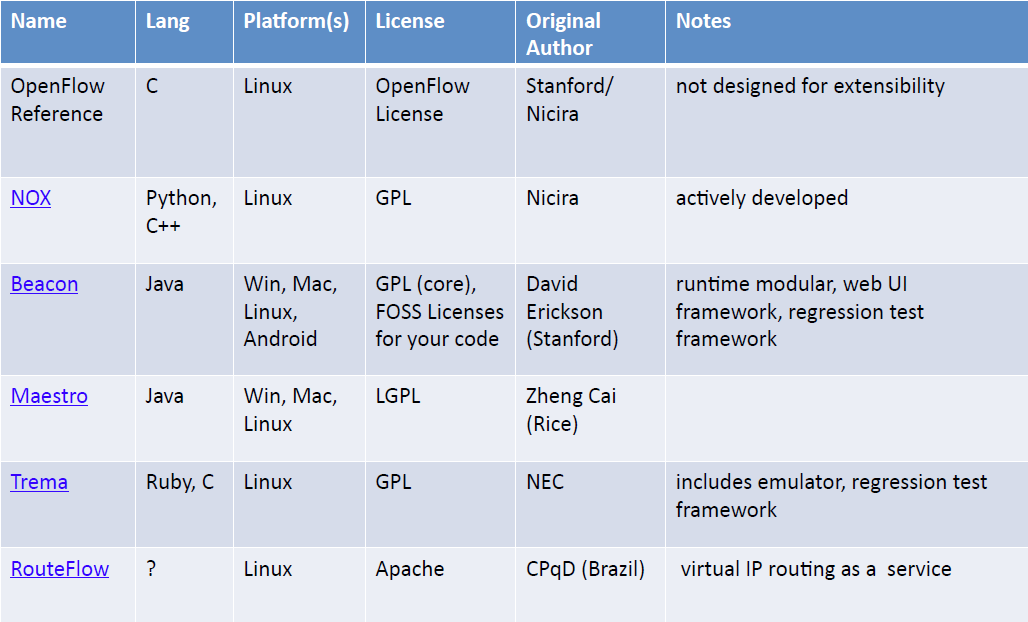 Name Lang Platform(s) License Original Notes
Author
OpenFlow C Linux OpenFlow Stanford/ not designed for extensibility
Reference License Nicira
NOX Python, Linux GPL Nicira actively developed
C++
Beacon Java Win, Mac, GPL (core), David runtime modular, web UI
Linux, FOSS Licenses Erickson framework, regression test
Android for your code (Stanford) framework
Maestro Java Win, Mac, LGPL Zheng Cai
Linux (Rice)
Trema Ruby, C Linux GPL NEC includes emulator, regression test
framework
RouteFlow ? Linux Apache CPqD (Brazil) virtual IP routing as a service